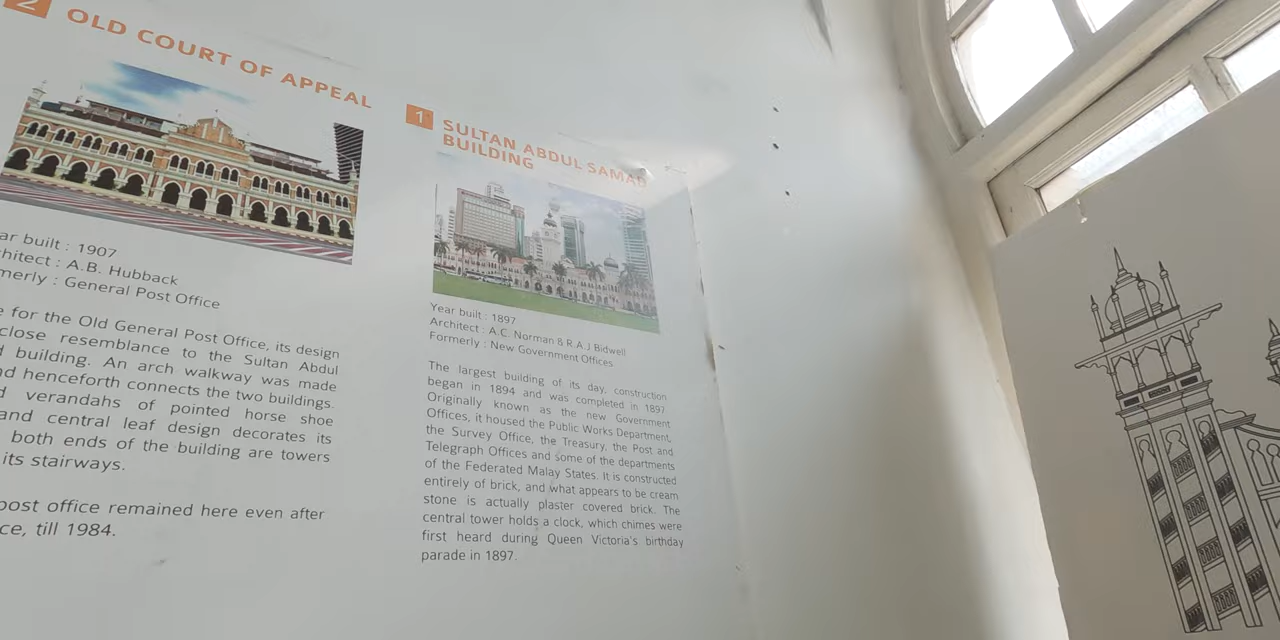 2 OLD COURT OF APPEAL
ar built : 1907
chitect : A.B. Hubback
merly : General Post Office
for the Old General Post Office, its design
close resemblance to the Sultan Abdul
building. An arch walkway was made
nd henceforth connects the two buildings.
verandahs of pointed horse shoe
and central leaf design decorates its
both ends of the building are towers
its stairways.
post office remained here even after
ce, till 1984.
1 SULTAN ABDUL SAMAD
BUILDING
Year built : 1897
Architect : A.C. Norman & R.A.J Bidwell
Formerly : New Government Offices
The largest building of its day, construction
began in 1894 and was completed in 1897.
Originally known as the new Government
Offices, it housed the Public Works Department,
the Survey Office, the Treasury, the Post and
Telegraph Offices and some of the departments
of the Federated Malay States. It is constructed
entirely of brick, and what appears to be cream
stone is actually plaster covered brick. The
central tower holds a clock, which chimes were
first heard during Queen Victoria's birthday
parade in 1897.